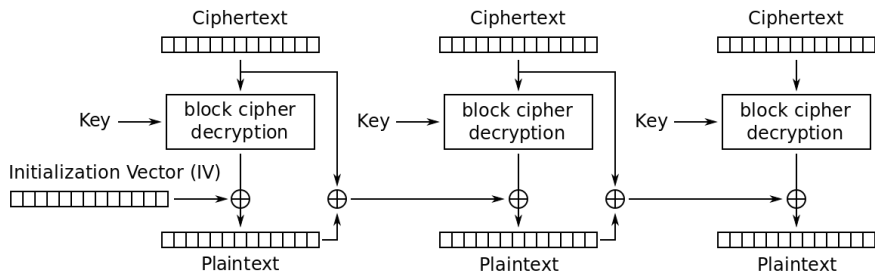 Ciphertext
Ciphertext
Ciphertext
Key
block cipher
decryption
Key
block cipher
decryption
Key
block cipher
decryption
Initialization Vector (IV)
Plaintext
Plaintext
Plaintext